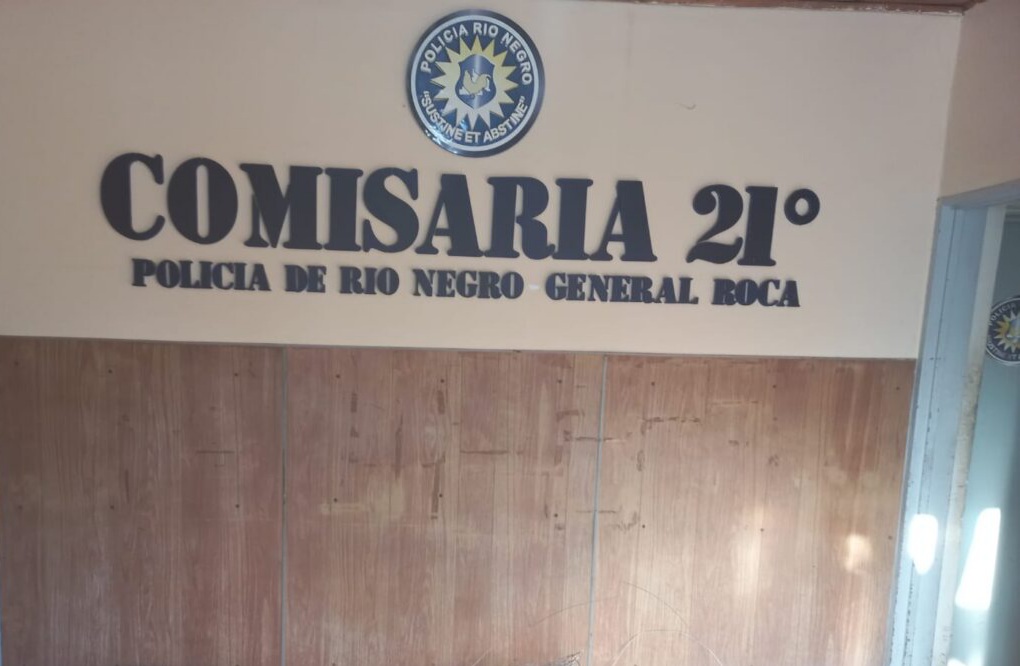 POLICIA RIO NEGRO
"SUSTINE ET ABSTINE"
COMISARIA 21°
POLICIA DE RIO NEGRO - GENERAL ROCA